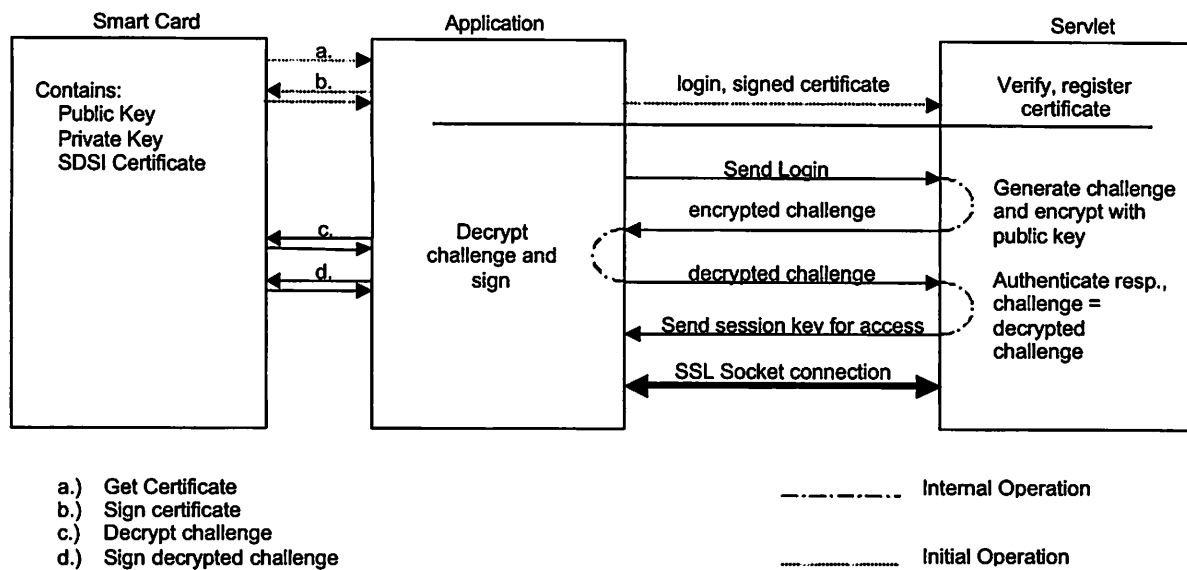 Smart Card
Application
Servlet
a.
b.
Contains:
Public Key
Private Key
SDSI Certificate
login, signed certificate
Verify, register
certificate
Send Login
encrypted challenge
Generate challenge
and encrypt with
public key
c.
d.
Decrypt
challenge and
sign
decrypted challenge
Authenticate resp.,
challenge =
decrypted
challenge
Send session key for access
SSL Socket connection
a.) Get Certificate
b.) Sign certificate
c.) Decrypt challenge
d.) Sign decrypted challenge
Internal Operation
Initial Operation